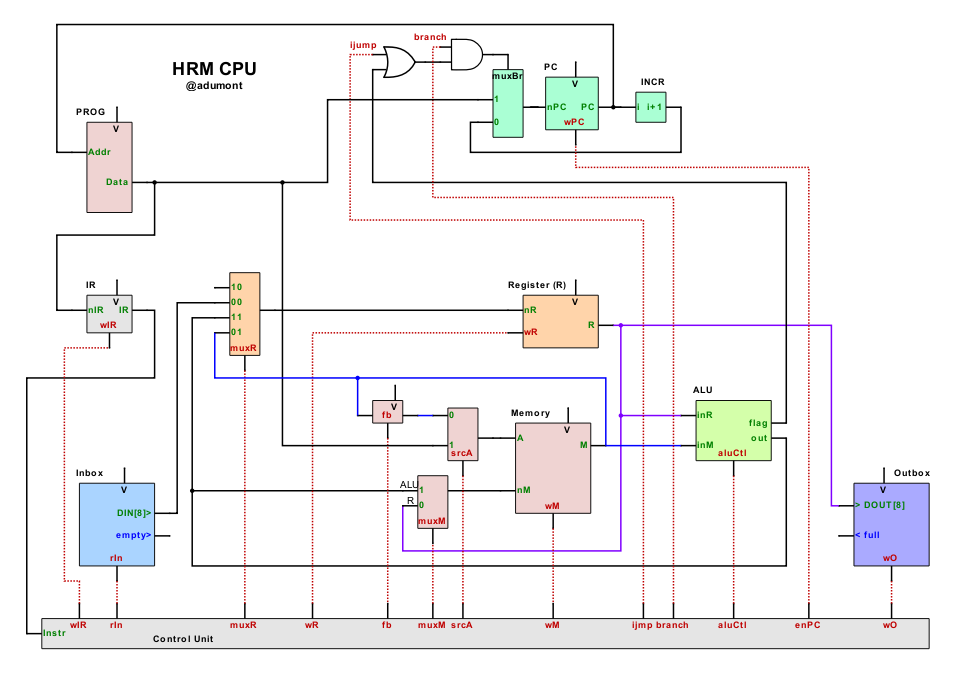 branch
ijump
HRM CPU
@adumont
muxBr
1
0
PC
V
nPC PC
wPC
INCR
i i+1
PROG
V
Addr
Data
IR
V
nIR IR
wIR
10
00
11
01
muxR
Register (R)
V
nR
R
wR
V
fb
0
1
srcA
Memory
V
A
M
nM
wM
ALU
inR
flag
out
inM
aluCtl
ALU 1
R 0
muxM
Inbox
V
DIN[8]>
empty>
rIn
Outbox
V
> DOUT[8]
< full
wO
wIR rIn muxR wR fb muxM srcA wM ijmp branch aluCtl enPC wO
Instr
Control Unit